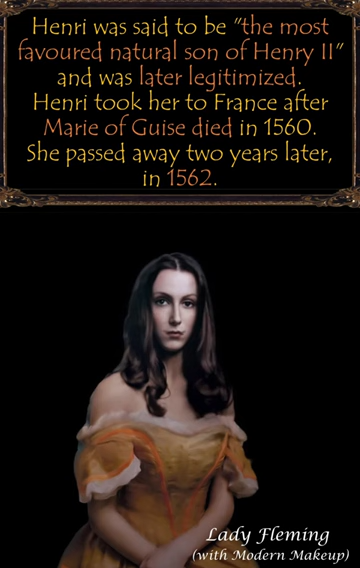 Henri was said to be "the most
favoured natural son of Henry II"
and was later legitimized.
Henri took her to France after
Marie of Guise died in 1560.
She passed away two years later,
in 1562.
Lady Fleming
(with Modern Makeup)